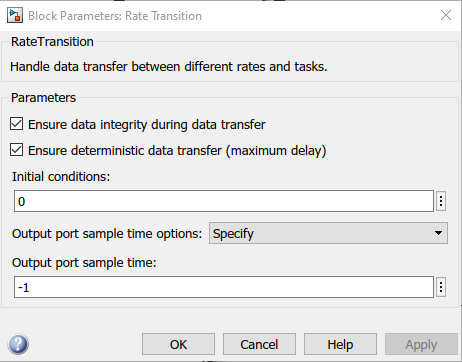 Block Parameters: Rate Transition
RateTransition
Handle data transfer between different rates and tasks.
Parameters
Ensure data integrity during data transfer
Ensure deterministic data transfer (maximum delay)
Initial conditions:
0
Output port sample time options: Specify
Output port sample time:
-1
? OK Cancel Help Apply